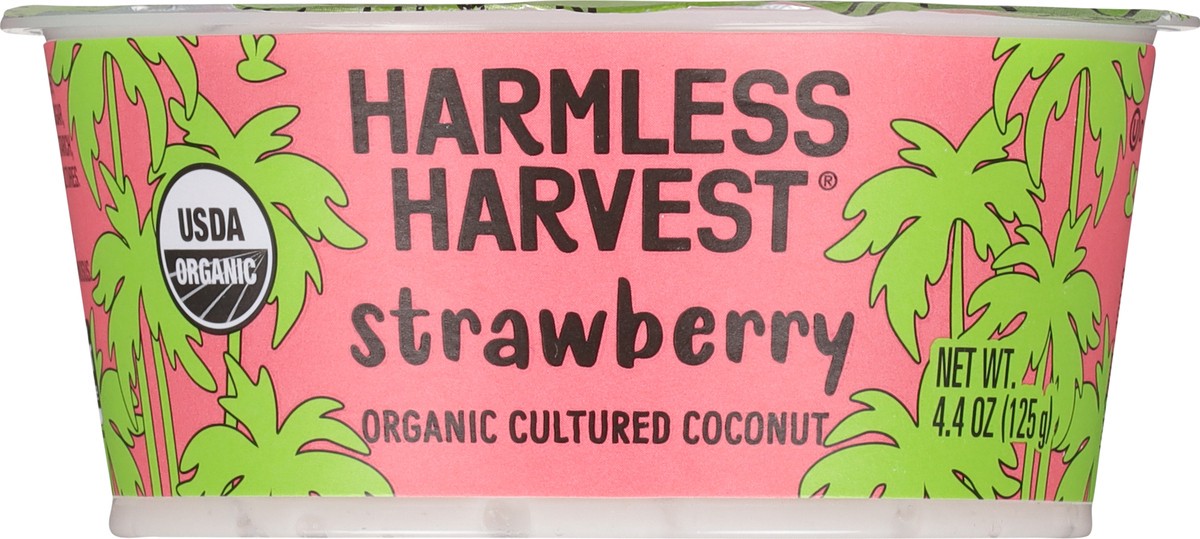 HARMLESS
HARVEST®
strawberry
ORGANIC CULTURED COCONUT
USDA
ORGANIC
NET WT.
4.4 OZ (125 g)